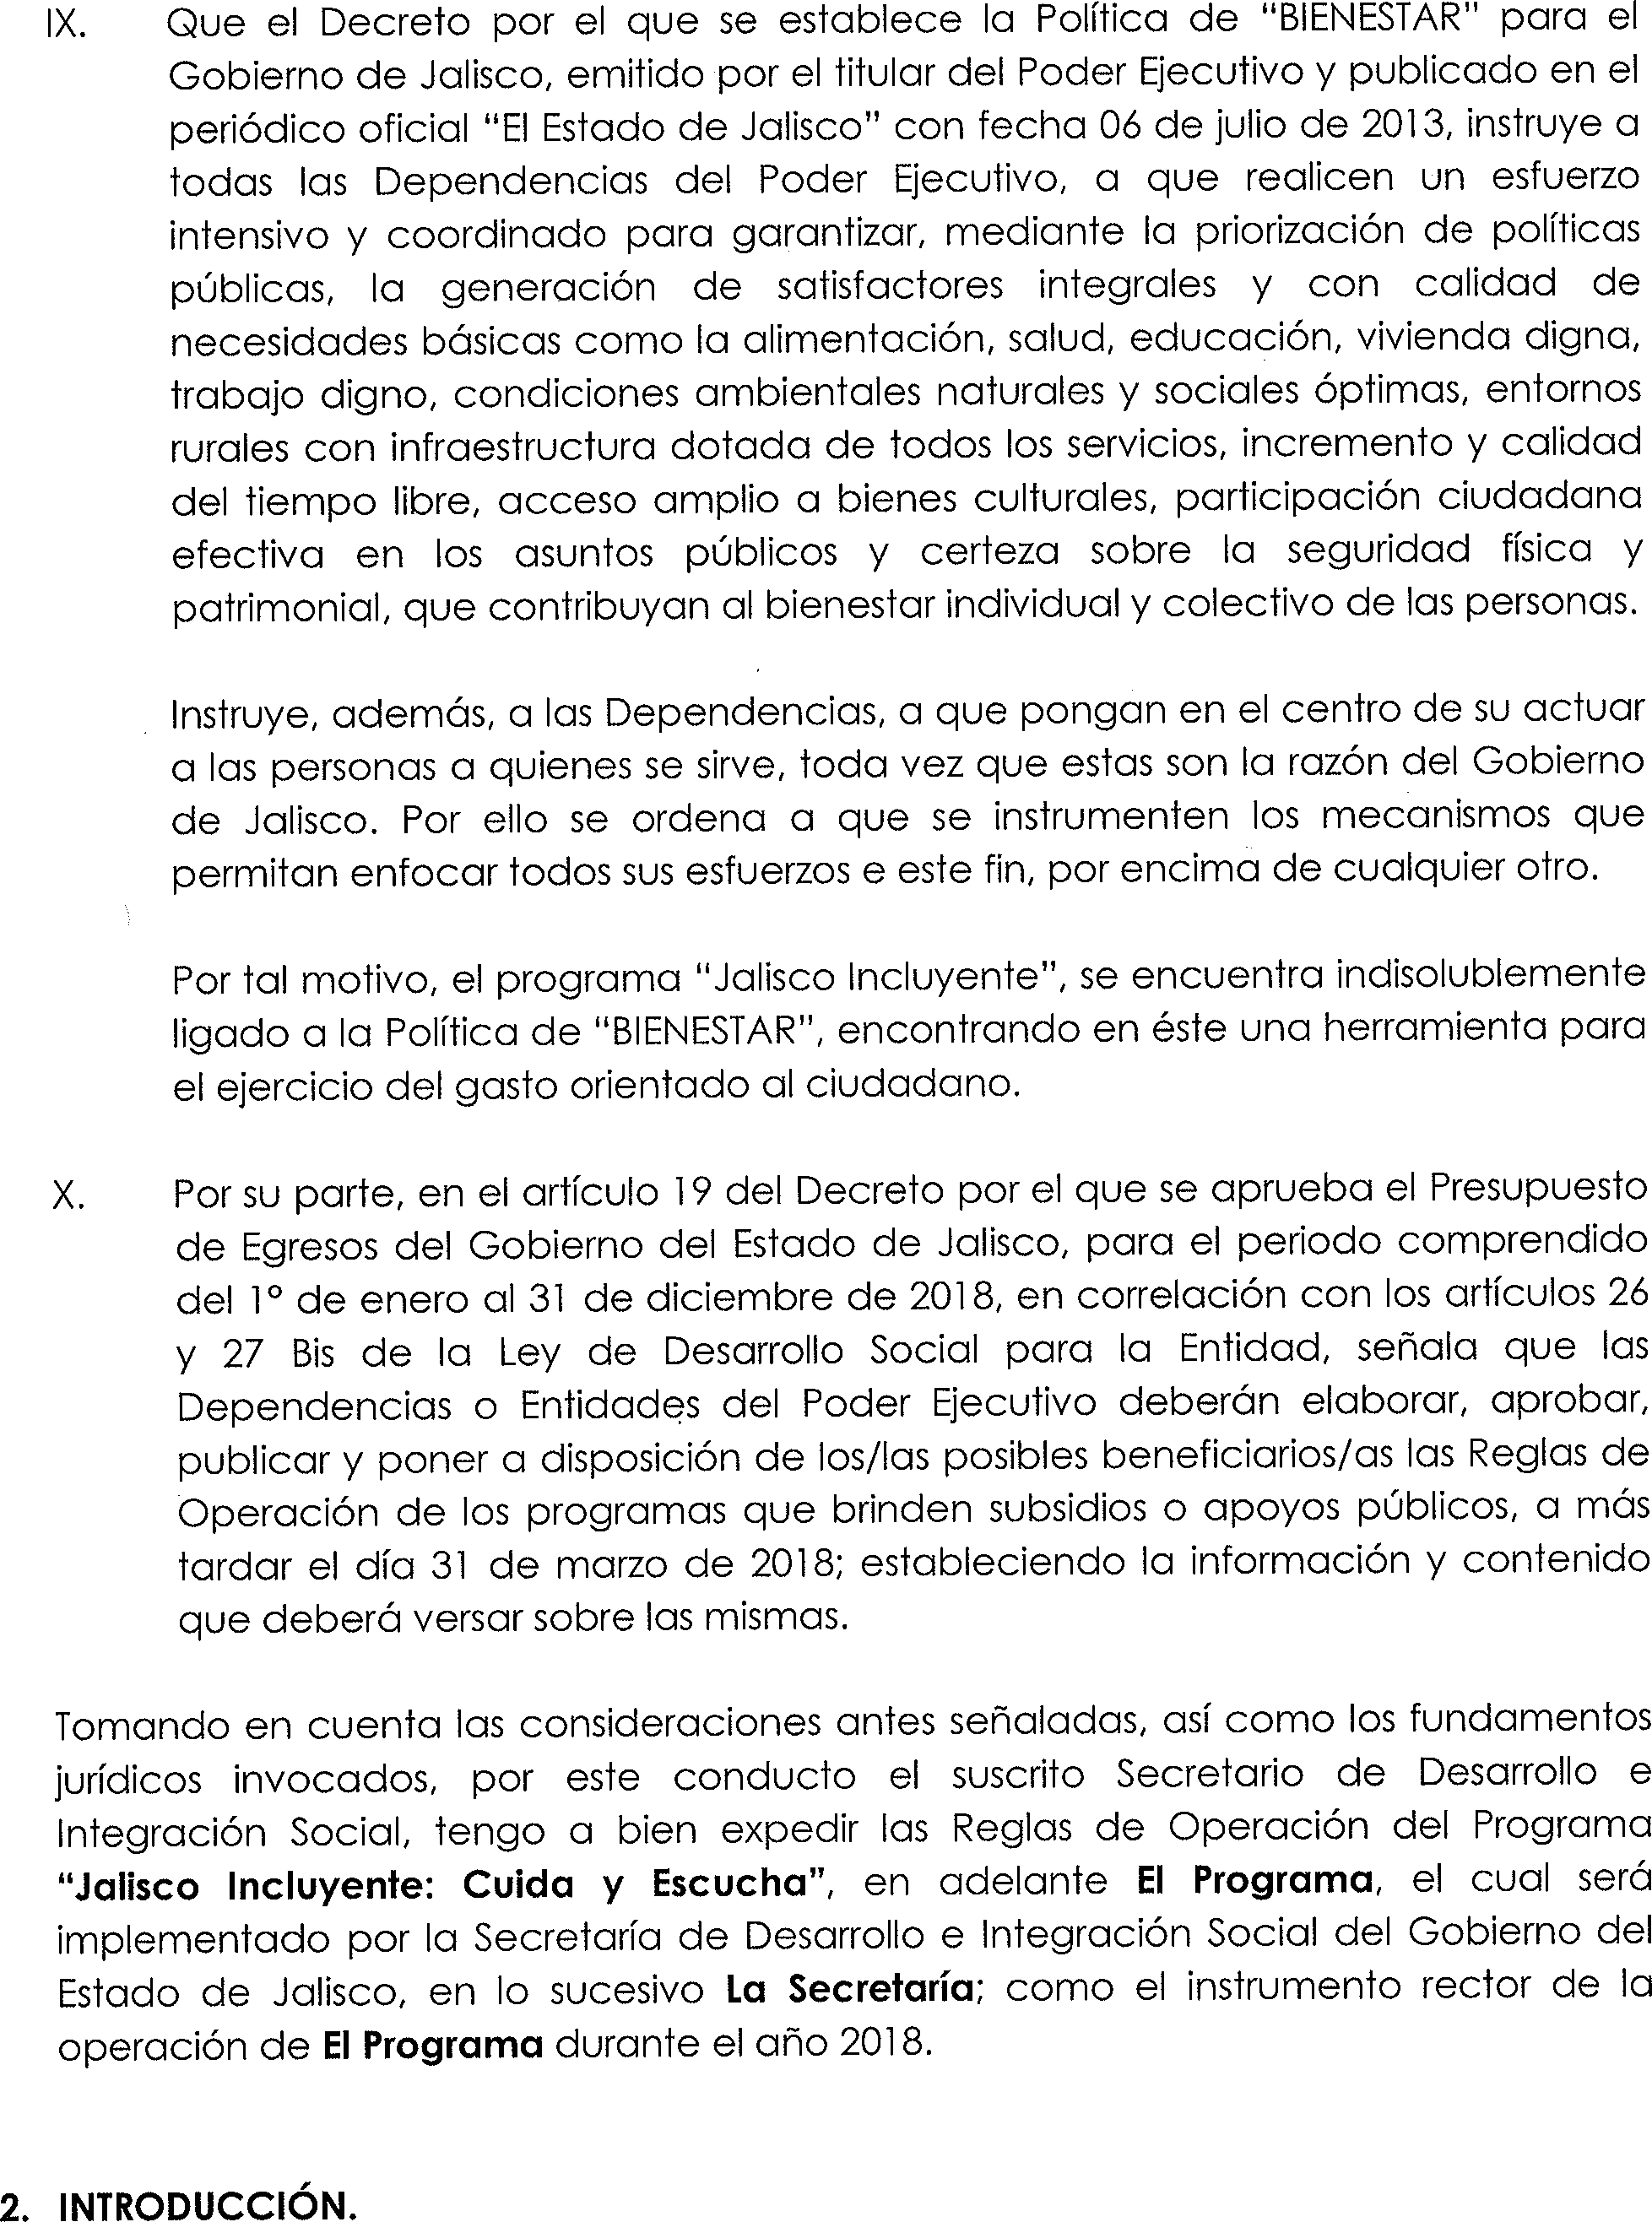 IX. Que el Decreto por el que se establece la Política de "BIENESTAR" para el
Gobierno de Jalisco, emitido por el titular del Poder Ejecutivo y publicado en el
periódico oficial "El Estado de Jalisco" con fecha 06 de julio de 2013, instruye a
todas las Dependencias del Poder Ejecutivo, a que realicen un esfuerzo
intensivo y coordinado para garantizar, mediante la priorización de políticas
públicas, la generación de satisfactores integrales y con calidad de
necesidades básicas como la alimentación, salud, educación, vivienda digna,
trabajo digno, condiciones ambientales naturales y sociales óptimas, entornos
rurales con infraestructura dotada de todos los servicios, incremento y calidad
del tiempo libre, acceso amplio a bienes culturales, participación ciudadana
efectiva en los asuntos públicos y certeza sobre la seguridad física y
patrimonial, que contribuyan al bienestar individual y colectivo de las personas.
Instruye, además, a las Dependencias, a que pongan en el centro de su actuar
a las personas a quienes se sirve, toda vez que estas son la razón del Gobierno
de Jalisco. Por ello se ordena a que se instrumenten los mecanismos que
permitan enfocar todos sus esfuerzos e este fin, por encima de cualquier otro.
Por tal motivo, el programa "Jalisco Incluyente", se encuentra indisolublemente
ligado a la Política de "BIENESTAR", encontrando en éste una herramienta para
el ejercicio del gasto orientado al ciudadano.
X. Por su parte, en el artículo 19 del Decreto por el que se aprueba el Presupuesto
de Egresos del Gobierno del Estado de Jalisco, para el periodo comprendido
del 1º de enero al 31 de diciembre de 2018, en correlación con los artículos 26
y 27 Bis de la Ley de Desarrollo Social para la Entidad, señala que las
Dependencias o Entidades del Poder Ejecutivo deberán elaborar, aprobar,
publicar y poner a disposición de los/las posibles beneficiarios/as las Reglas de
Operación de los programas que brinden subsidios o apoyos públicos, a más
tardar el día 31 de marzo de 2018; estableciendo la información y contenido
que deberá versar sobre las mismas.
Tomando en cuenta las consideraciones antes señaladas, así como los fundamentos
jurídicos invocados, por este conducto el suscrito Secretario de Desarrollo e
Integración Social, tengo a bien expedir las Reglas de Operación del Programa
"Jalisco Incluyente: Cuida y Escucha", en adelante El Programa, el cual será
implementado por la Secretaría de Desarrollo e Integración Social del Gobierno del
Estado de Jalisco, en lo sucesivo La Secretaría; como el instrumento rector de la
operación de El Programa durante el año 2018.
2. INTRODUCCIÓN.